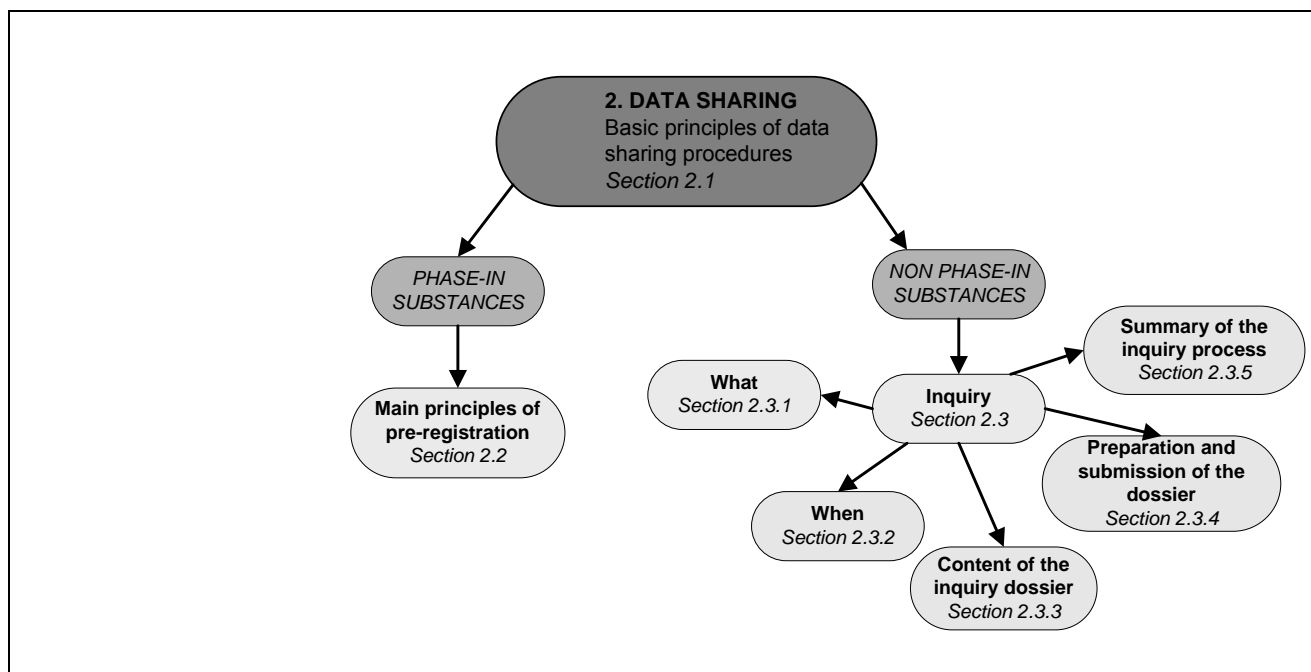 2. DATA SHARING
Basic principles of data
sharing procedures
Section 2.1
PHASE-IN
SUBSTANCES
NON PHASE-IN
SUBSTANCES
Main principles of
pre-registration
Section 2.2
Inquiry
Section 2.3
What
Section 2.3.1
When
Section 2.3.2
Content of the
inquiry dossier
Section 2.3.3
Preparation and
submission of the
dossier
Section 2.3.4
Summary of the
inquiry process
Section 2.3.5